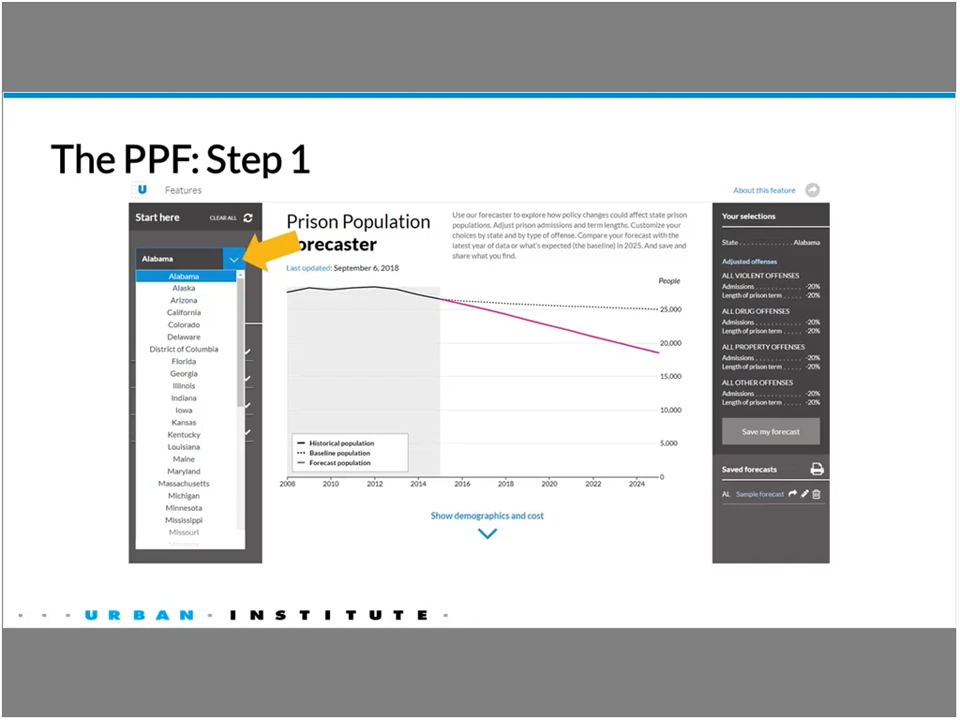 The PPF: Step 1
U Features
About this feature
Start here
CLEAR ALL
Alabama
Alabama
Alaska
Arizona
California
Colorado
Delaware
District of Columbia
Florida
Georgia
Illinois
Indiana
Iowa
Kansas
Kentucky
Louisiana
Maine
Maryland
Massachusetts
Michigan
Minnesota
Mississippi
Missouri
Prison Population
orecaster
Last updated: September 6, 2018
Use our forecaster to explore how policy changes could affect state prison
populations. Adjust prison admissions and term lengths. Customize your
choices by state and by type of offense. Compare your forecast with the
latest year of data or what's expected (the baseline) in 2025. And save and
share what you find.
People
25,000
20,000
15,000
10,000
5,000
0
Historical population
Baseline population
Forecast population
2008 2010 2012 2014 2016 2018 2020 2022 2024
Show demographics and cost
Your selections
State . . . . . . . . . . . . . Alabama
Adjusted offenses
ALL VIOLENT OFFENSES
Admissions . . . . . . . . . . . -20%
Length of prison term . . . . . -20%
ALL DRUG OFFENSES
Admissions . . . . . . . . . . . -20%
Length of prison term . . . . . -20%
ALL PROPERTY OFFENSES
Admissions . . . . . . . . . . . -20%
Length of prison term . . . . . -20%
ALL OTHER OFFENSES
Admissions . . . . . . . . . . . -20%
Length of prison term . . . . . -20%
Save my forecast
Saved forecasts
AL Sample forecast
URBAN · INSTITUTE